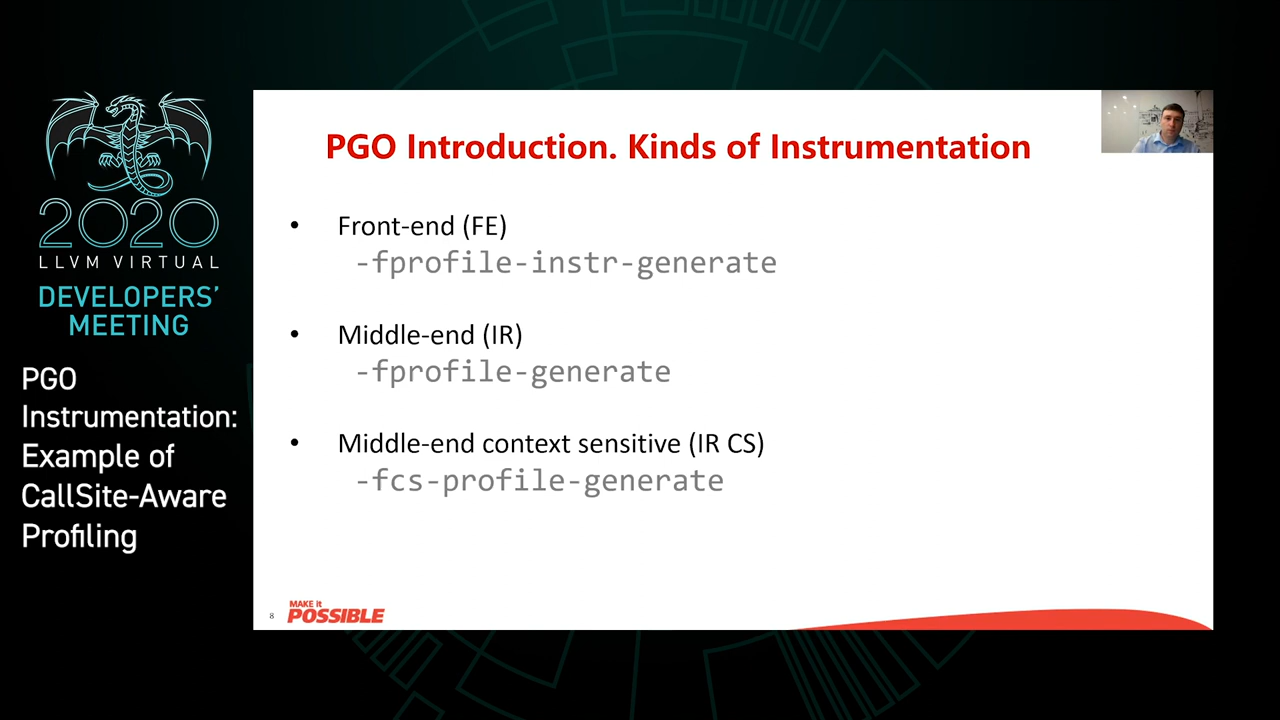 2020
LLVM VIRTUAL
DEVELOPERS'
MEETING
PGO
Instrumentation:
Example of
CallSite-Aware
Profiling
PGO Introduction. Kinds of Instrumentation
• Front-end (FE)
-fprofile-instr-generate
• Middle-end (IR)
-fprofile-generate
• Middle-end context sensitive (IR CS)
-fcs-profile-generate
8
MAKE it
POSSIBLE